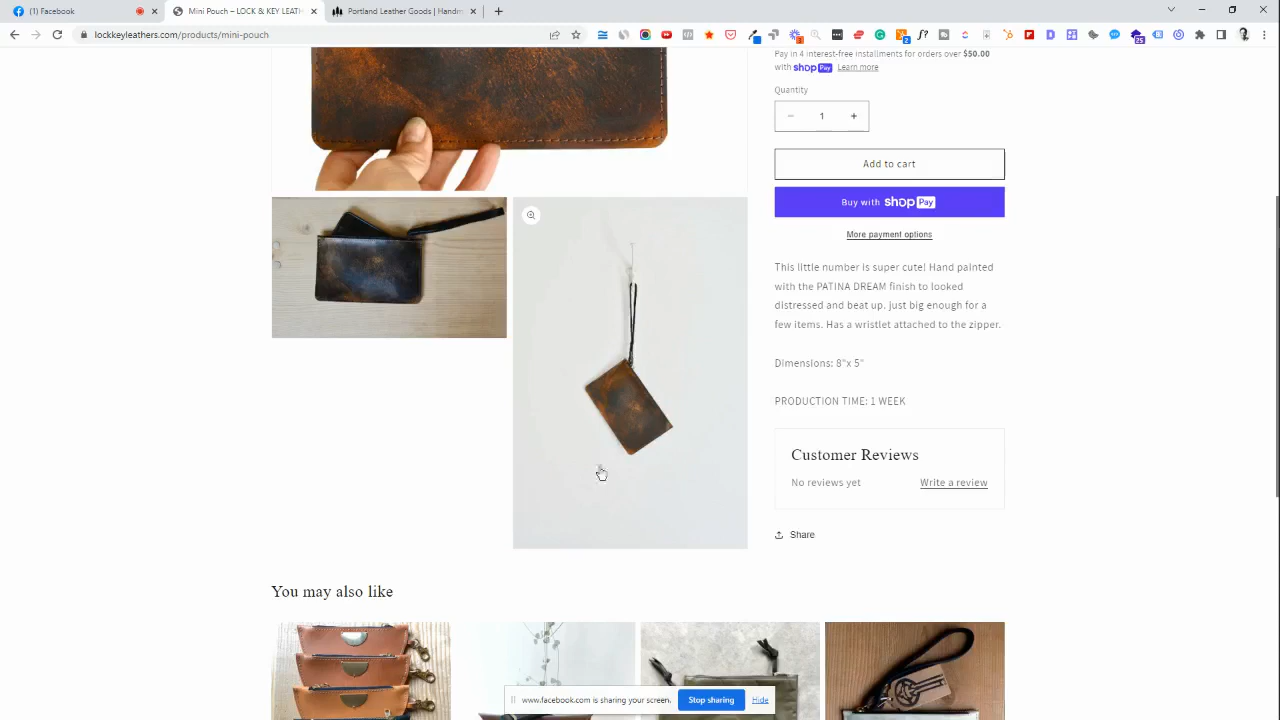 (1) Facebook
Mini Pouch – LOCK & KEY LEATH
Portland Leather Goods | Handm
lockkeyleathers.com/products/mini-pouch
Pay in 4 interest-free installments for orders over $50.00
with shop Pay Learn more
Quantity
1
Add to cart
Buy with shop Pay
More payment options
This little number is super cute! Hand painted
with the PATINA DREAM finish to looked
distressed and beat up. just big enough for a
few items. Has a wristlet attached to the zipper.
Dimensions: 8"x 5"
PRODUCTION TIME: 1 WEEK
Customer Reviews
No reviews yet
Write a review
Share
You may also like
www.facebook.com is sharing your screen.
Stop sharing
Hide